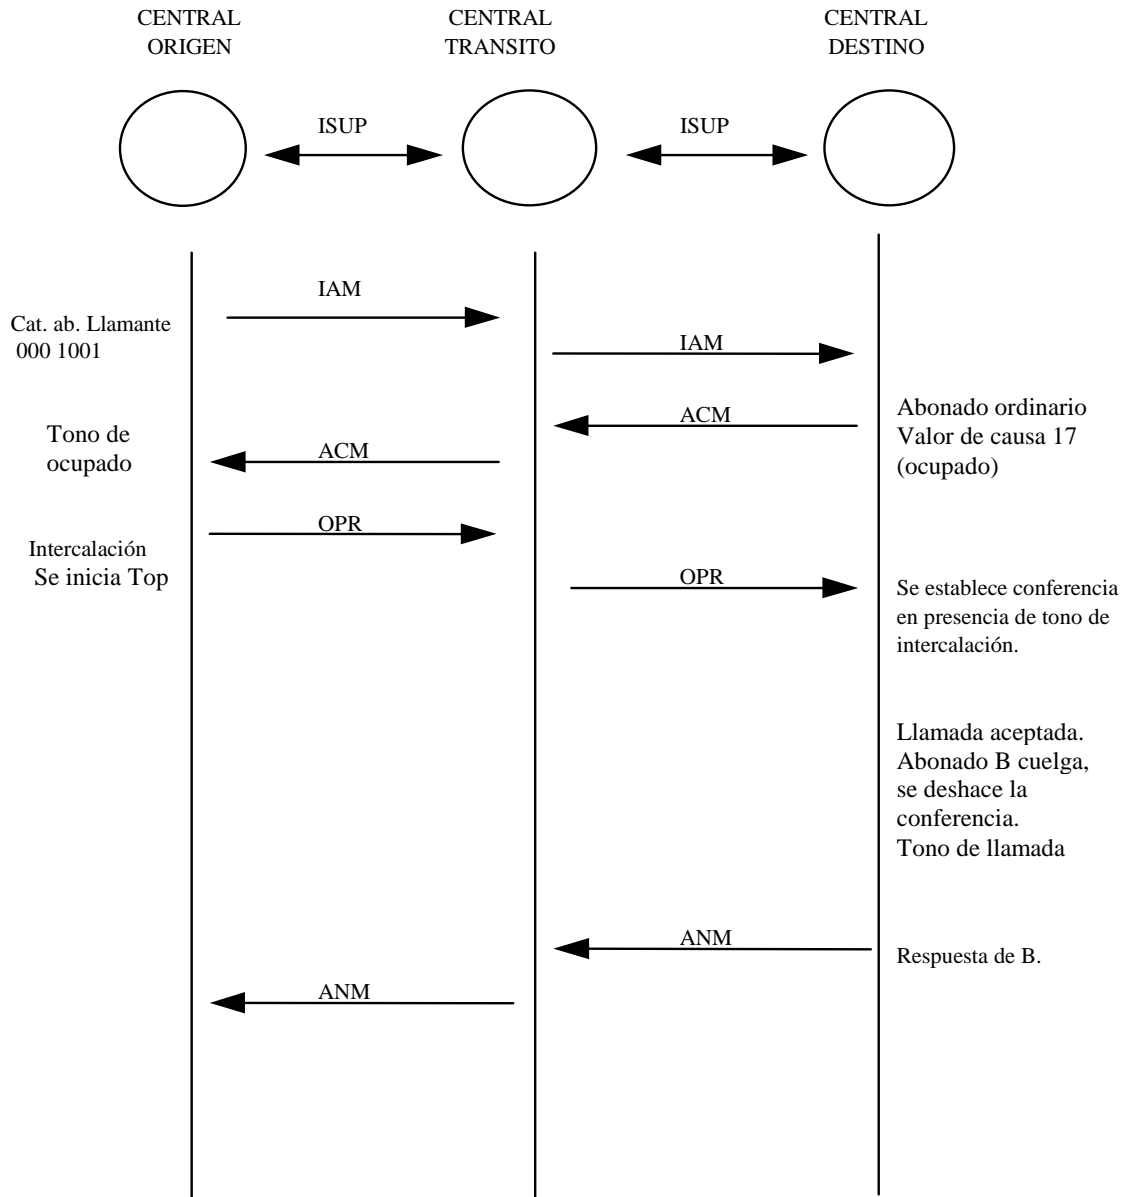 CENTRAL
ORIGEN
CENTRAL
TRANSITO
CENTRAL
DESTINO
ISUP
ISUP
IAM
Cat. ab. Llamante
000 1001
IAM
ACM
Abonado ordinario
Valor de causa 17
(ocupado)
Tono de
ocupado
ACM
OPR
Intercalación
Se inicia Top
OPR
Se establece conferencia
en presencia de tono de
intercalación.
Llamada aceptada.
Abonado B cuelga,
se deshace la
conferencia.
Tono de llamada
ANM
Respuesta de B.
ANM